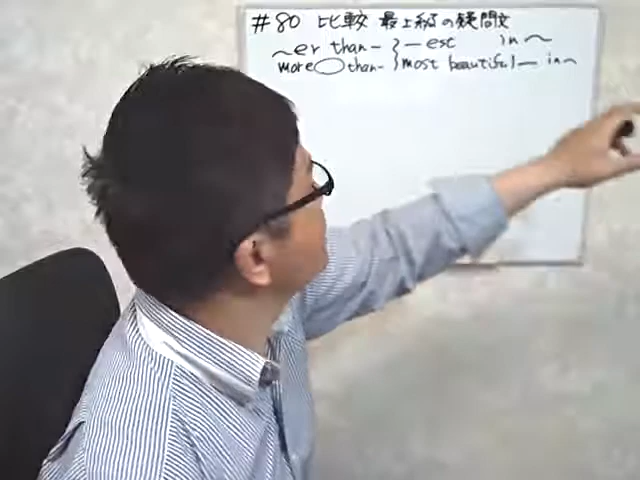 #80 比較 最上級の疑問文
～er than- } -est in～
more○than- } most beautiful - in～